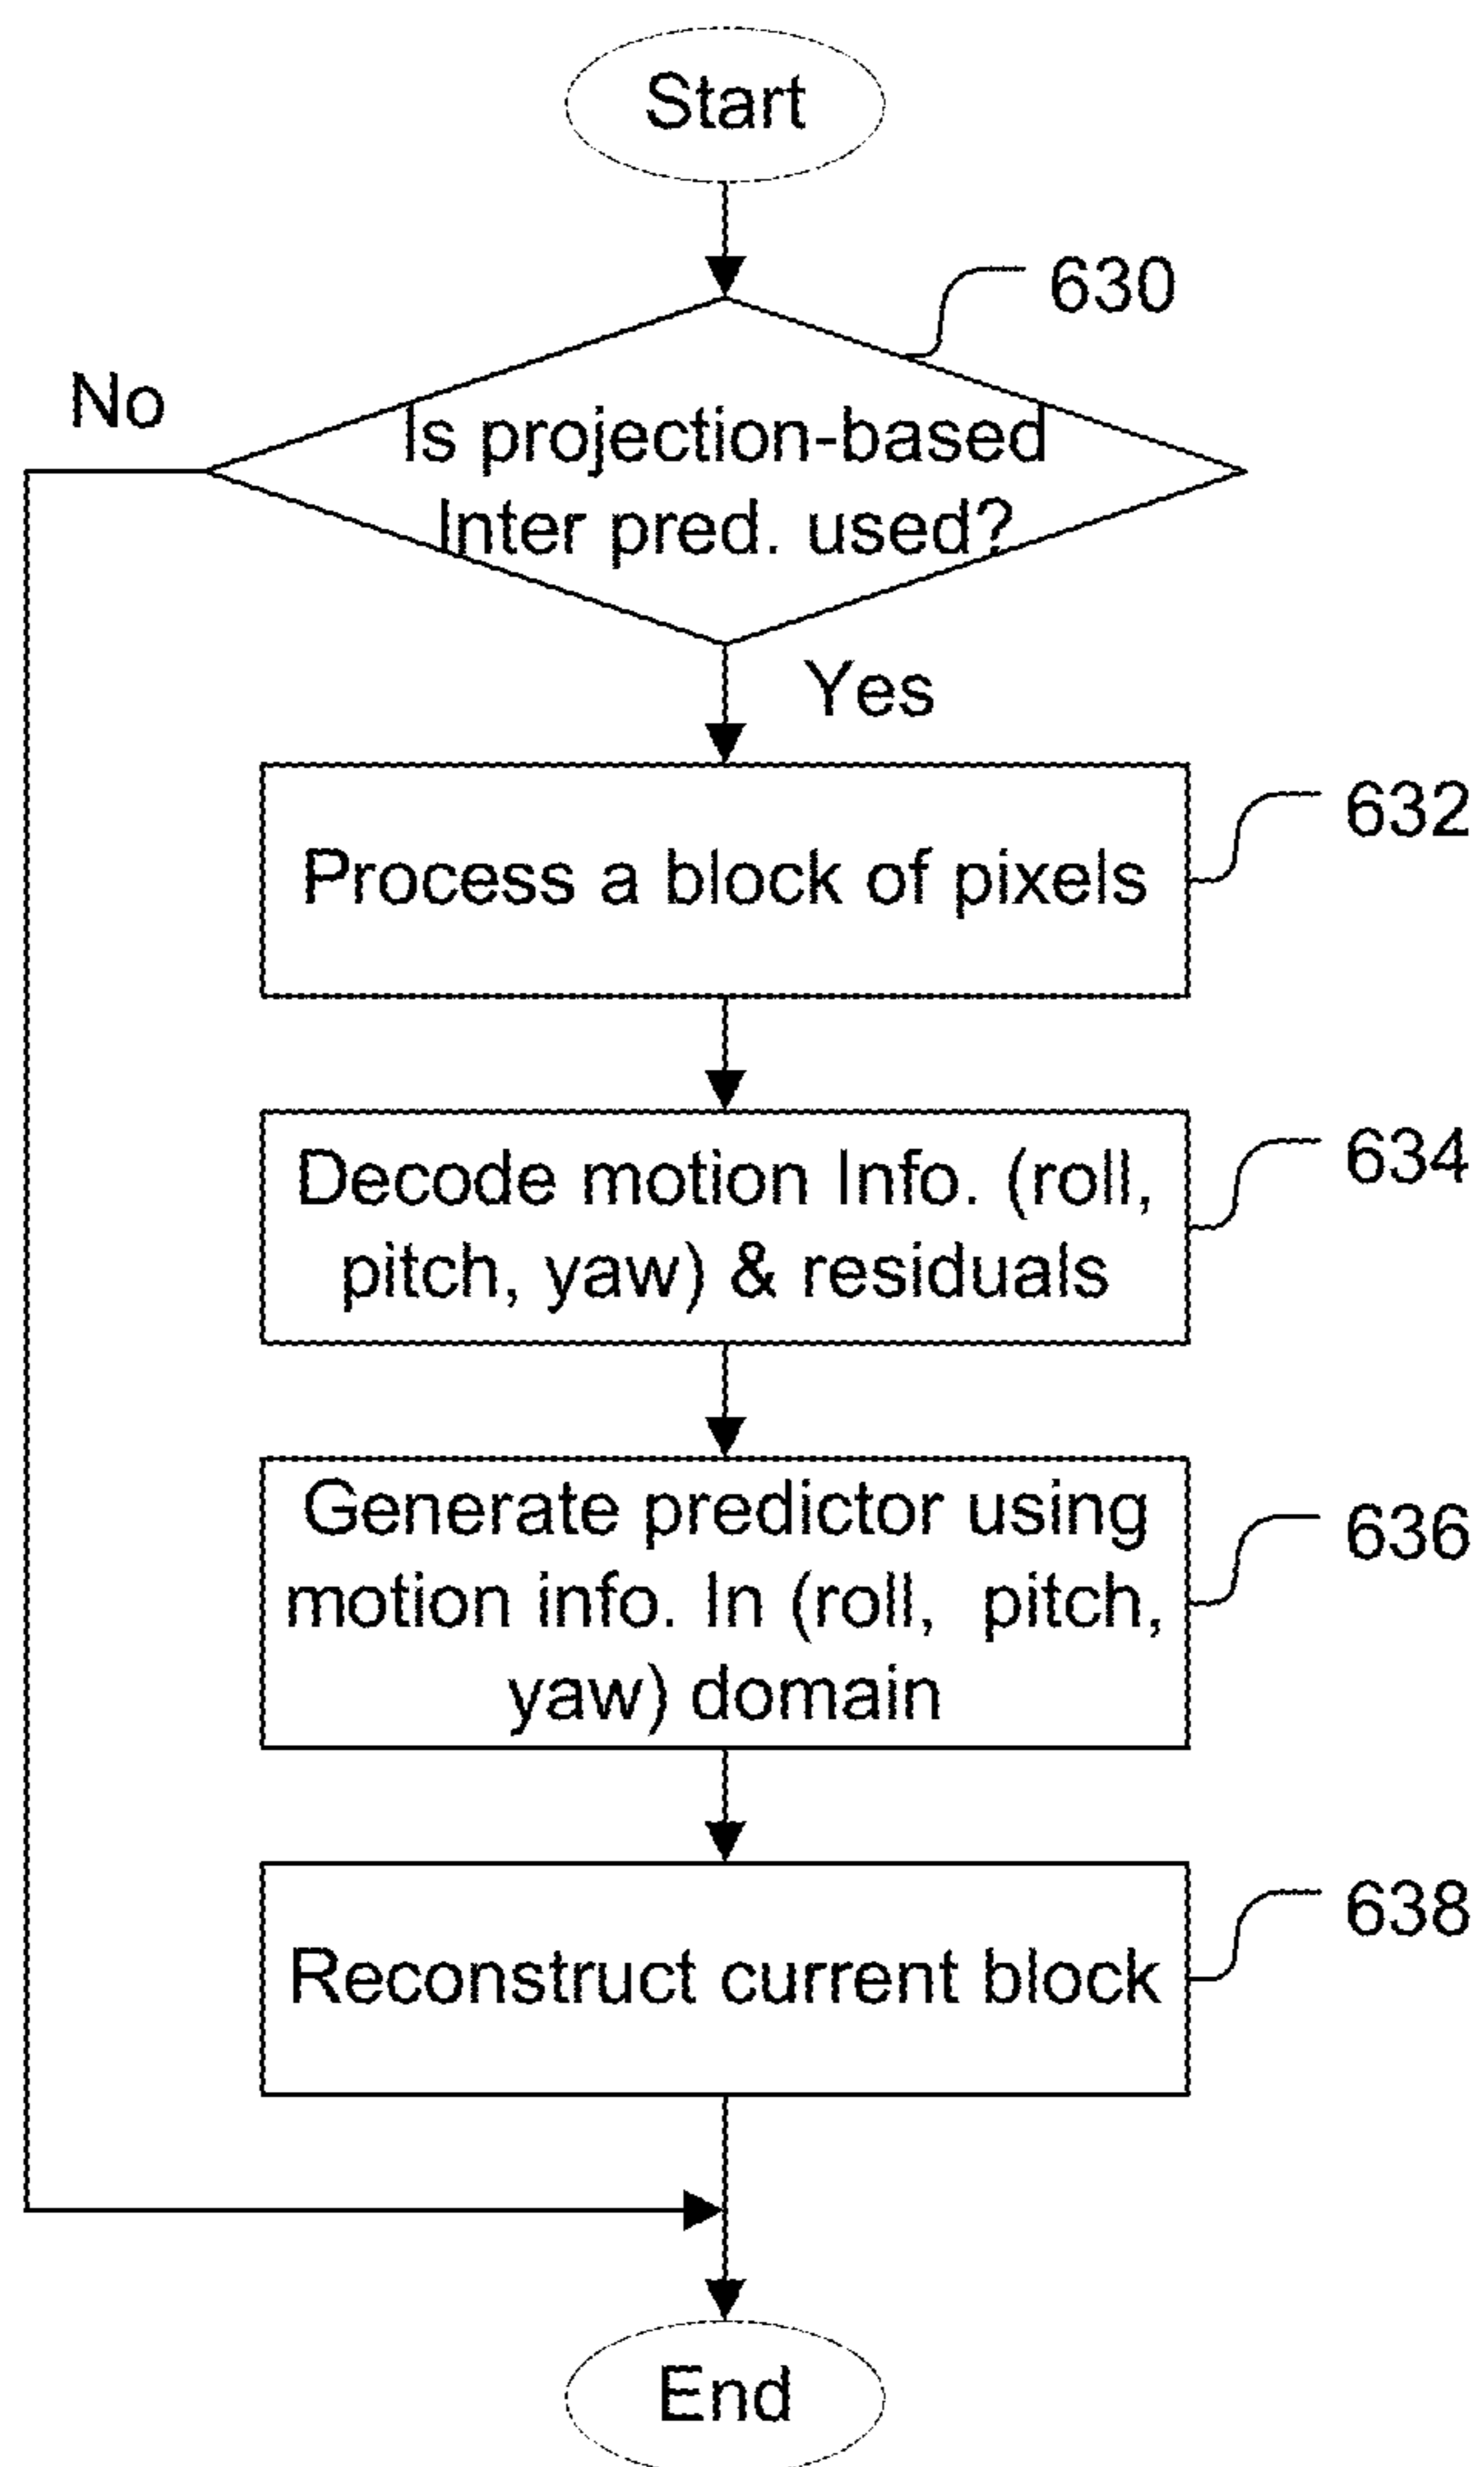 Start
630
No
Is projection-based
Inter pred. used?
Yes
632
Process a block of pixels
634
Decode motion Info. (roll,
pitch, yaw) & residuals
636
Generate predictor using
motion info. In (roll, pitch,
yaw) domain
638
Reconstruct current block
End